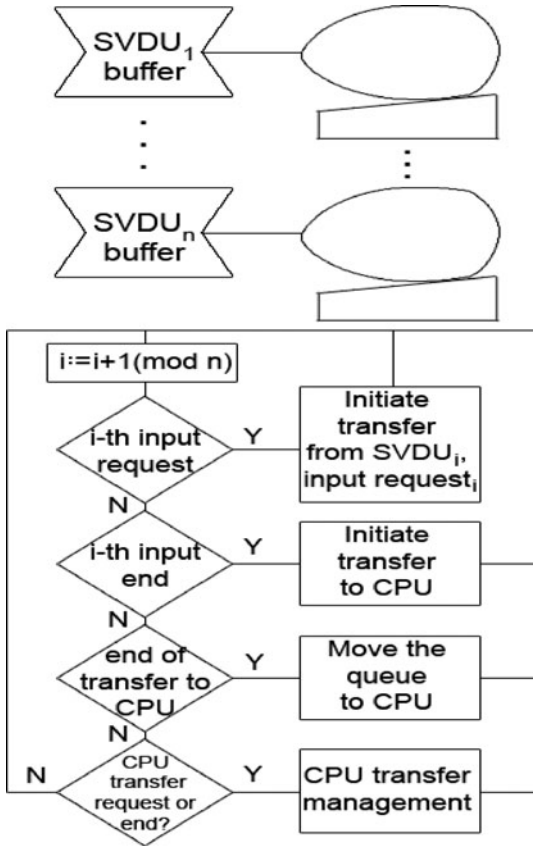 SVDU1
buffer
SVDUn
buffer
i:=i+1(mod n)
i-th input
request
Y
Initiate
transfer
from SVDUi,
input requesti
N
i-th input
end
Y
Initiate
transfer
to CPU
N
end of
transfer to
CPU
Y
Move the
queue
to CPU
N
N
CPU
transfer
request or
end?
Y
CPU transfer
management